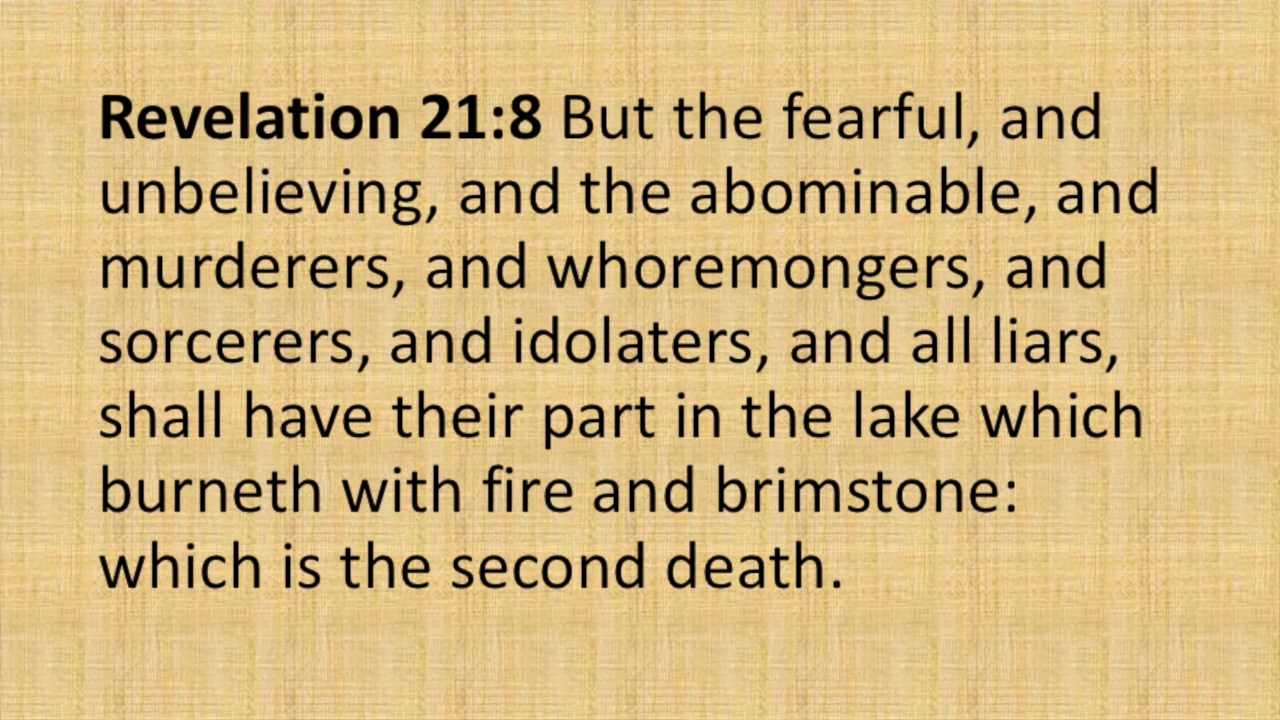 Revelation 21:8 But the fearful, and
unbelieving, and the abominable, and
murderers, and whoremongers, and
sorcerers, and idolaters, and all liars,
shall have their part in the lake which
burneth with fire and brimstone:
which is the second death.